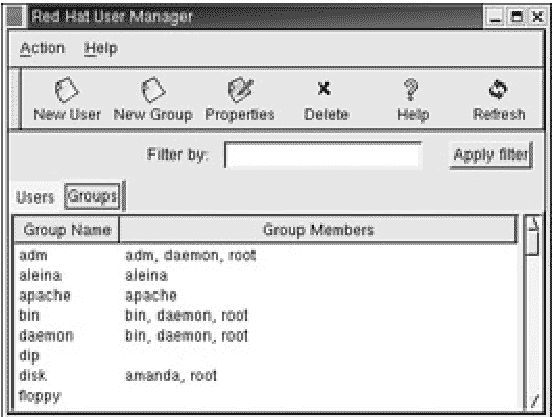 Red Hat User Manager
Action Help
New User New Group Properties Delete Help Refresh
Filter by: Apply filter
Users Groups
Group Name Group Members
adm adm, daemon, root
aleina aleina
apache apache
bin bin, daemon, root
daemon bin, daemon, root
dip
disk amanda, root
floppy